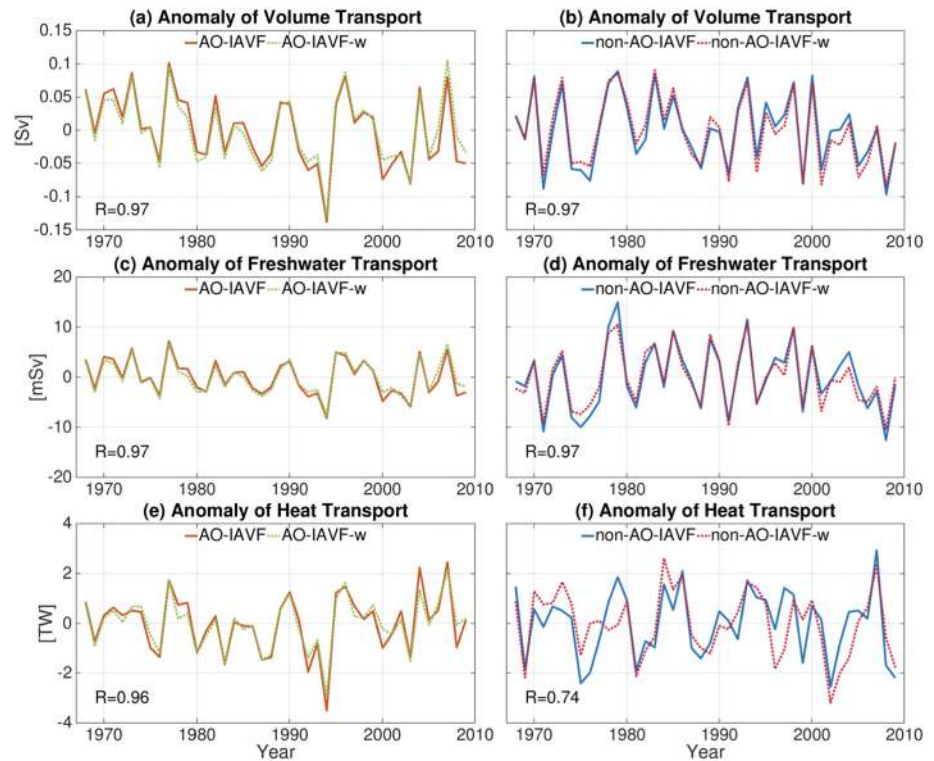 (a) Anomaly of Volume Transport
AO-IAVF AO-IAVF-w
[Sv]
0.15
0.1
0.05
0
-0.05
-0.1
-0.15
R=0.97
1970 1980 1990 2000 2010
(b) Anomaly of Volume Transport
non-AO-IAVF non-AO-IAVF-w
R=0.97
1970 1980 1990 2000 2010
(c) Anomaly of Freshwater Transport
AO-IAVF AO-IAVF-w
[mSv]
20
10
0
-10
-20
R=0.97
1970 1980 1990 2000 2010
(d) Anomaly of Freshwater Transport
non-AO-IAVF non-AO-IAVF-w
R=0.97
1970 1980 1990 2000 2010
(e) Anomaly of Heat Transport
AO-IAVF AO-IAVF-w
[TW]
4
2
0
-2
-4
R=0.96
1970 1980 1990 2000 2010
Year
(f) Anomaly of Heat Transport
non-AO-IAVF non-AO-IAVF-w
R=0.74
1970 1980 1990 2000 2010
Year